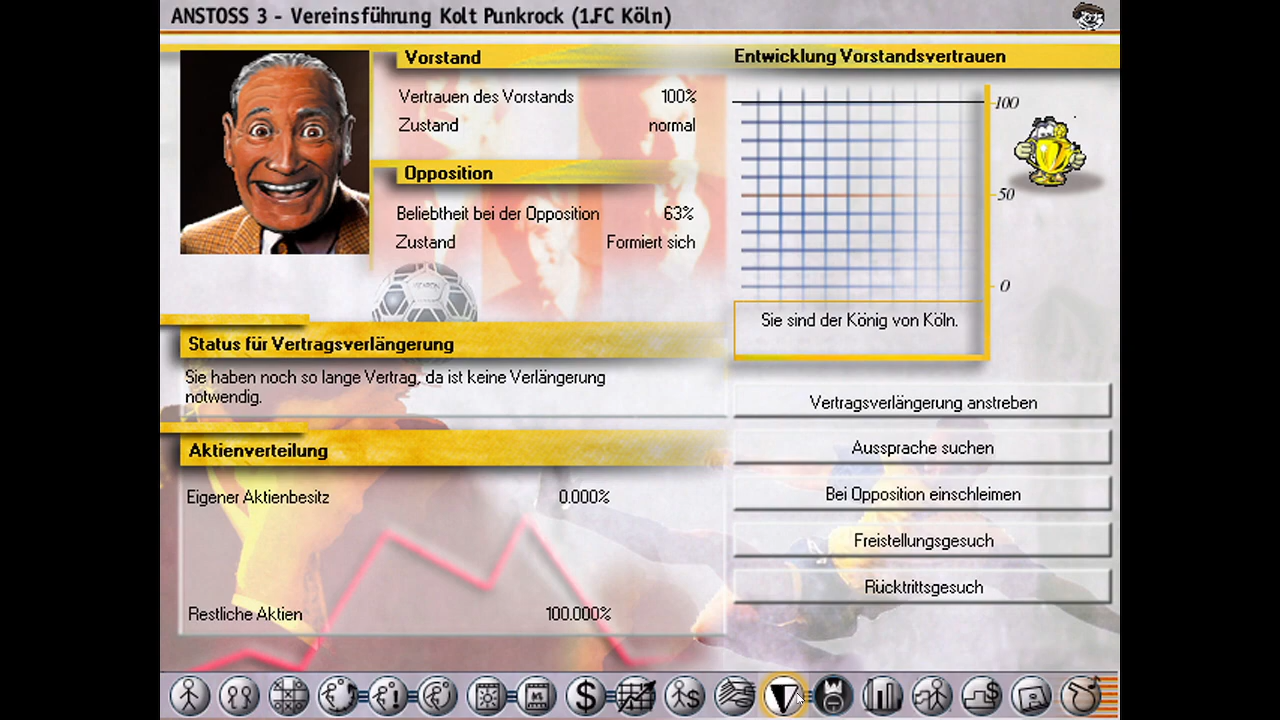 ANSTOSS 3 - Vereinsführung Kolt Punkrock (1.FC Köln)
Vorstand
Vertrauen des Vorstands 100%
Zustand normal
Opposition
Beliebtheit bei der Opposition 63%
Zustand Formiert sich
Entwicklung Vorstandsvertrauen
100
50
0
Sie sind der König von Köln.
Status für Vertragsverlängerung
Sie haben noch so lange Vertrag, da ist keine Verlängerung
notwendig.
Aktienverteilung
Eigener Aktienbesitz 0.000%
Restliche Aktien 100.000%
Vertragsverlängerung anstreben
Aussprache suchen
Bei Opposition einschleimen
Freistellungsgesuch
Rücktrittsgesuch